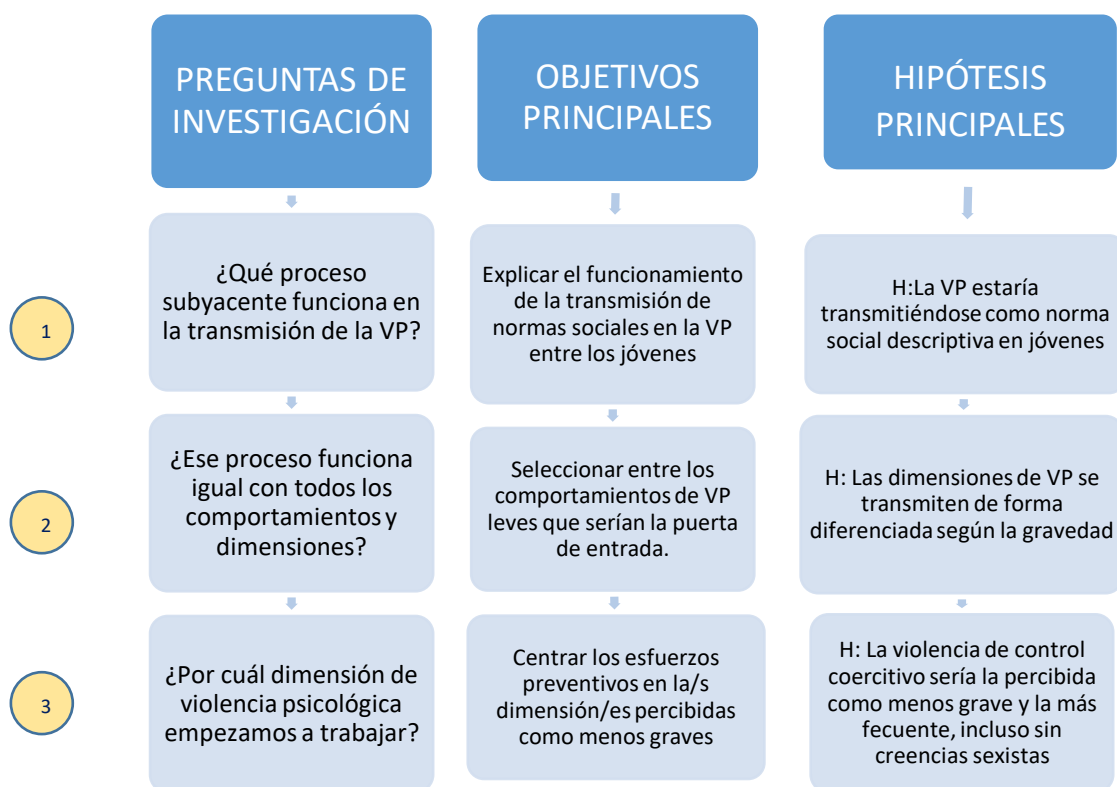 PREGUNTAS DE
INVESTIGACIÓN
OBJETIVOS
PRINCIPALES
HIPÓTESIS
PRINCIPALES
1
¿Qué proceso
subyacente funciona en
la transmisión de la VP?
Explicar el funcionamiento
de la transmisión de
normas sociales en la VP
entre los jóvenes
H:La VP estaría
transmitiéndose como norma
social descriptiva en jóvenes
2
¿Ese proceso funciona
igual con todos los
comportamientos y
dimensiones?
Seleccionar entre los
comportamientos de VP
leves que serían la puerta
de entrada.
H: Las dimensiones de VP se
transmiten de forma
diferenciada según la gravedad
3
¿Por cuál dimensión de
violencia psicológica
empezamos a trabajar?
Centrar los esfuerzos
preventivos en la/s
dimensión/es percibidas
como menos graves
H: La violencia de control
coercitivo sería la percibida
como menos grave y la más
fecuente, incluso sin
creencias sexistas